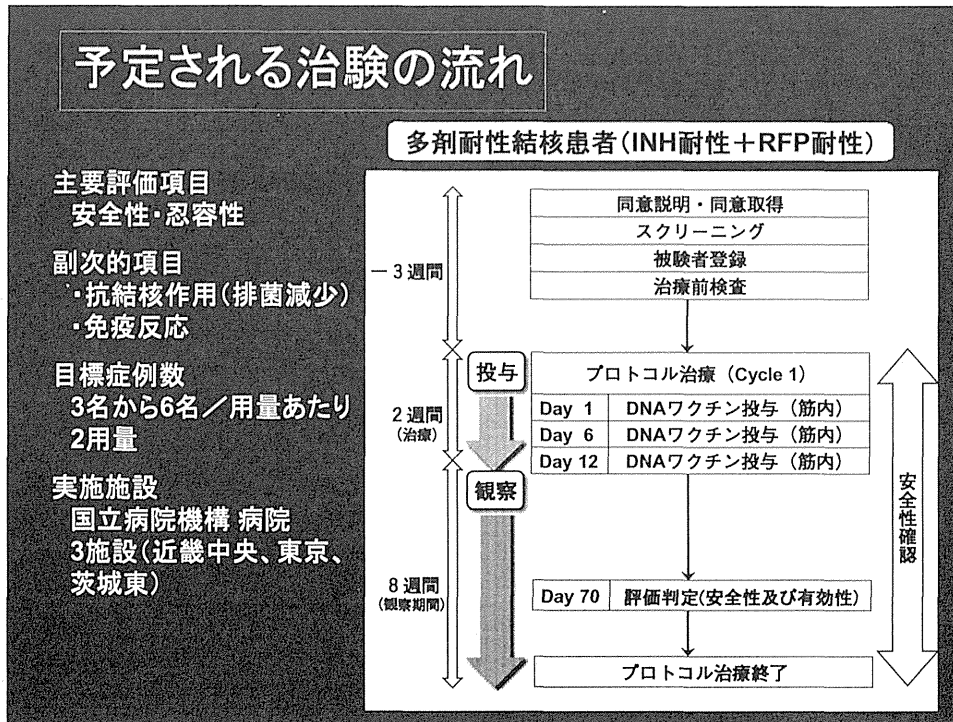 予定される治験の流れ
主要評価項目
安全性・忍容性
副次的項目
・抗結核作用(排菌減少)
・免疫反応
目標症例数
3名から6名／用量あたり
2用量
実施施設
国立病院機構 病院
3施設(近畿中央、東京、
茨城東)
多剤耐性結核患者(INH耐性＋RFP耐性)
－3週間
同意説明・同意取得
スクリーニング
被験者登録
治療前検査
2週間
(治療)
投与
プロトコル治療（Cycle 1）
Day 1 DNAワクチン投与（筋内）
Day 6 DNAワクチン投与（筋内）
Day 12 DNAワクチン投与（筋内）
8週間
(観察期間)
観察
Day 70 評価判定(安全性及び有効性)
プロトコル治療終了
安全性確認